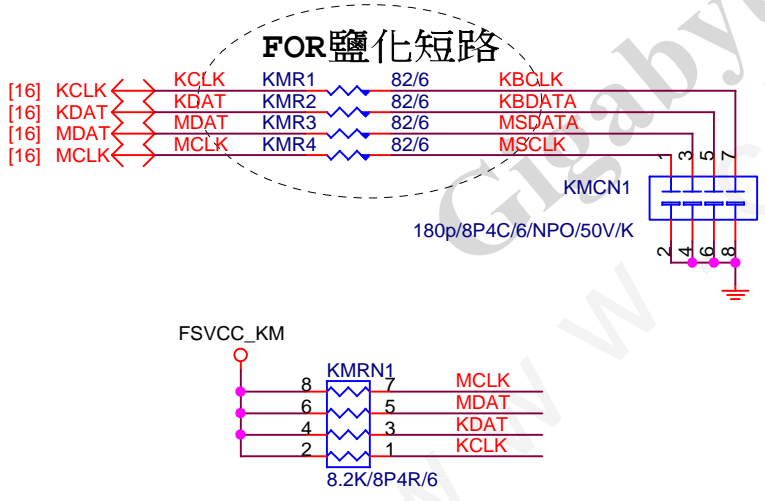 FOR鹽化短路
[16] KCLK KCLK KMR1 82/6 KBCLK
[16] KDAT KDAT KMR2 82/6 KBDATA
[16] MDAT MDAT KMR3 82/6 MSDATA
[16] MCLK MCLK KMR4 82/6 MSCLK
1 3 5 7
KMCN1
180p/8P4C/6/NPO/50V/K
2 4 6 8
FSVCC_KM
KMRN1
8 7 MCLK
6 5 MDAT
4 3 KDAT
2 1 KCLK
8.2K/8P4R/6
Gigaby
w w w